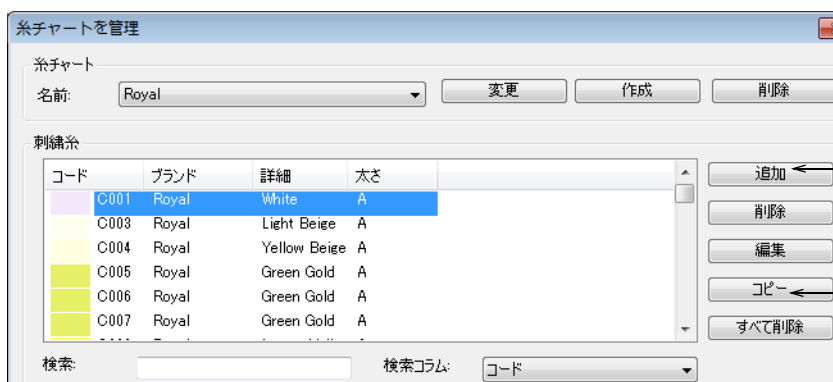 糸チャートを管理
糸チャート
名前: Royal 変更 作成 削除
刺繍糸
コード ブランド 詳細 太さ
C001 Royal White A
C003 Royal Light Beige A
C004 Royal Yellow Beige A
C005 Royal Green Gold A
C006 Royal Green Gold A
C007 Royal Green Gold A
追加
削除
編集
コピー
すべて削除
検索: 検索コラム: コード